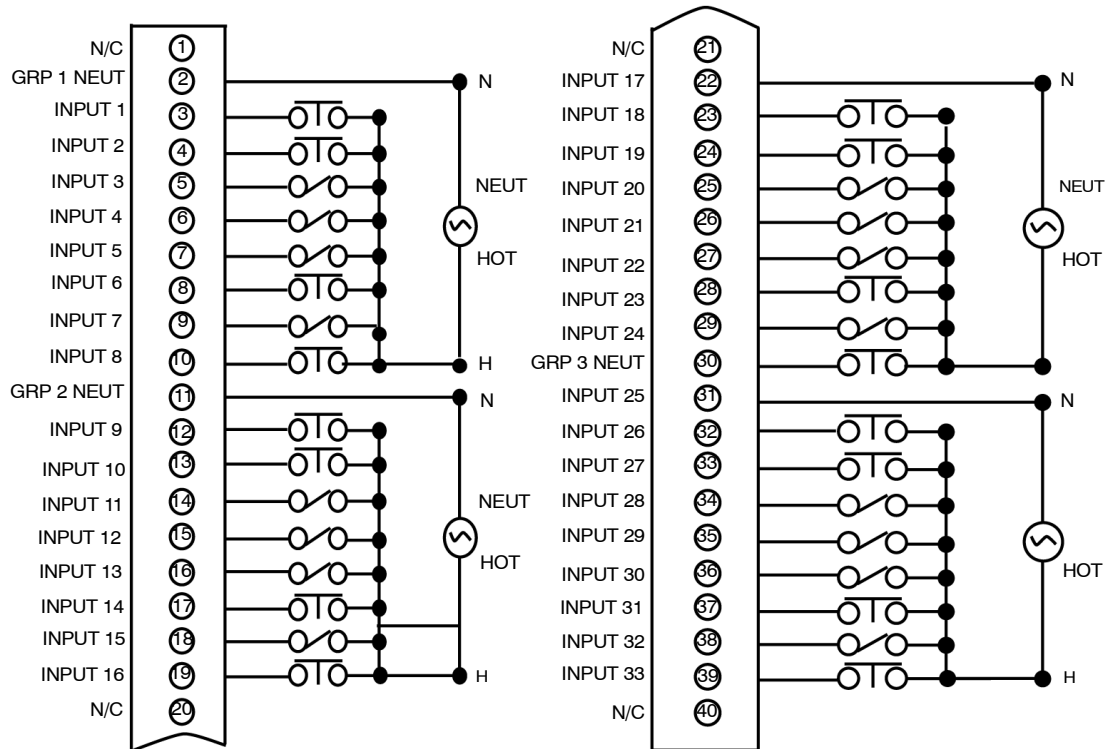 N/C 1
GRP 1 NEUT 2 N
INPUT 1 3
INPUT 2 4
INPUT 3 5 NEUT
INPUT 4 6
INPUT 5 7 HOT
INPUT 6 8
INPUT 7 9
INPUT 8 10 H
GRP 2 NEUT 11 N
INPUT 9 12
INPUT 10 13
INPUT 11 14 NEUT
INPUT 12 15
INPUT 13 16 HOT
INPUT 14 17
INPUT 15 18
INPUT 16 19 H
N/C 20
N/C 21
INPUT 17 22 N
INPUT 18 23
INPUT 19 24
INPUT 20 25 NEUT
INPUT 21 26
INPUT 22 27 HOT
INPUT 23 28
INPUT 24 29
GRP 3 NEUT 30
INPUT 25 31 N
INPUT 26 32
INPUT 27 33
INPUT 28 34
INPUT 29 35
INPUT 30 36 HOT
INPUT 31 37
INPUT 32 38
INPUT 33 39 H
N/C 40